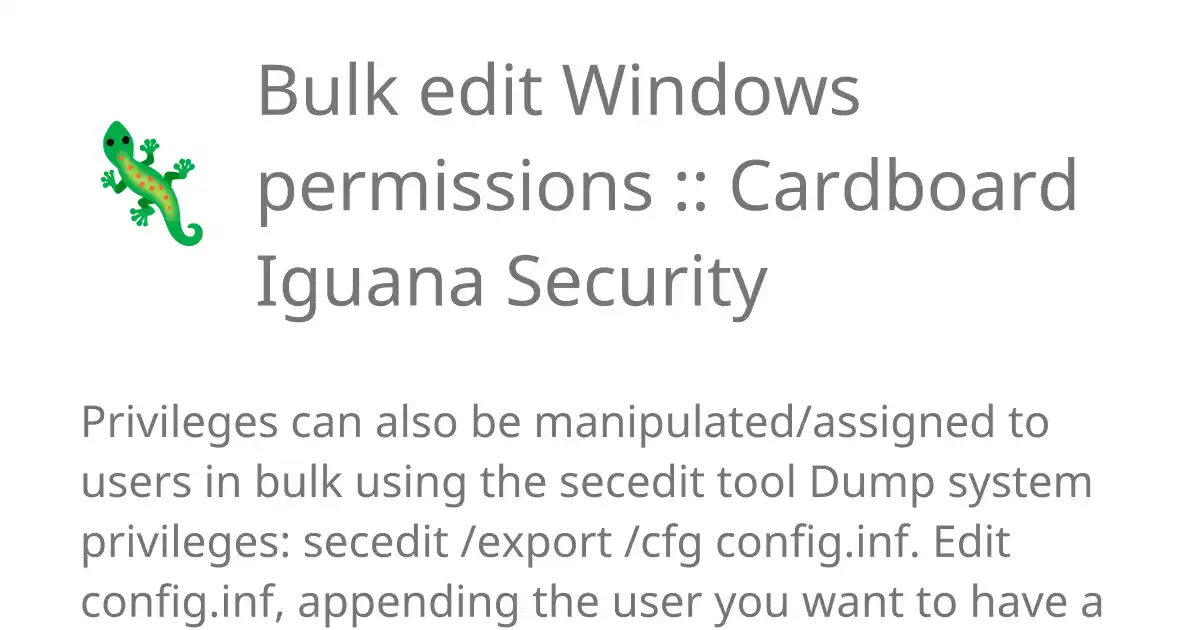 Bulk edit Windows
permissions :: Cardboard
Iguana Security
Privileges can also be manipulated/assigned to
users in bulk using the secedit tool Dump system
privileges: secedit /export /cfg config.inf. Edit
config.inf, appending the user you want to have a